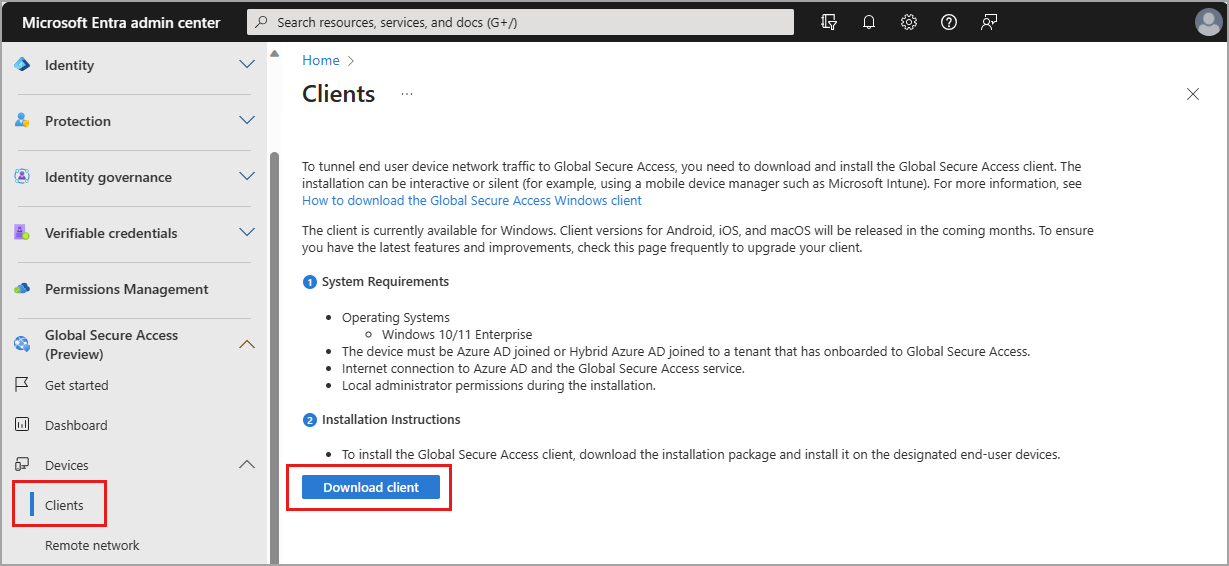 Microsoft Entra admin center
Search resources, services, and docs (G+/)
Identity
Protection
Identity governance
Verifiable credentials
Permissions Management
Global Secure Access
(Preview)
Get started
Dashboard
Devices
Clients
Remote network
Home
Clients
To tunnel end user device network traffic to Global Secure Access, you need to download and install the Global Secure Access client. The
installation can be interactive or silent (for example, using a mobile device manager such as Microsoft Intune). For more information, see
How to download the Global Secure Access Windows client
The client is currently available for Windows. Client versions for Android, iOS, and macOS will be released in the coming months. To ensure
you have the latest features and improvements, check this page frequently to upgrade your client.
1 System Requirements
• Operating Systems
○ Windows 10/11 Enterprise
• The device must be Azure AD joined or Hybrid Azure AD joined to a tenant that has onboarded to Global Secure Access.
• Internet connection to Azure AD and the Global Secure Access service.
• Local administrator permissions during the installation.
2 Installation Instructions
• To install the Global Secure Access client, download the installation package and install it on the designated end-user devices.
Download client